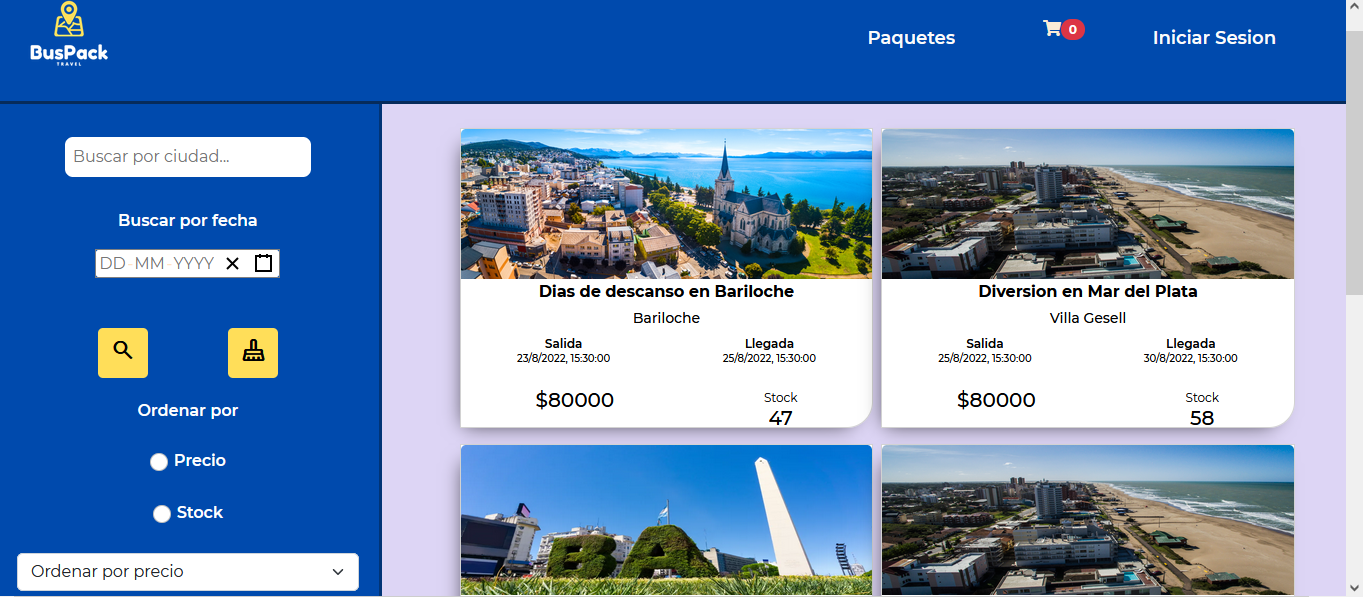 BusPack
TRAVEL
Paquetes
0
Iniciar Sesion
Buscar por ciudad...
Buscar por fecha
DD-MM-YYYY
Ordenar por
Precio
Stock
Ordenar por precio
Dias de descanso en Bariloche
Bariloche
Salida
23/8/2022, 15:30:00
Llegada
25/8/2022, 15:30:00
$80000
Stock
47
Diversion en Mar del Plata
Villa Gesell
Salida
25/8/2022, 15:30:00
Llegada
30/8/2022, 15:30:00
$80000
Stock
58
BA